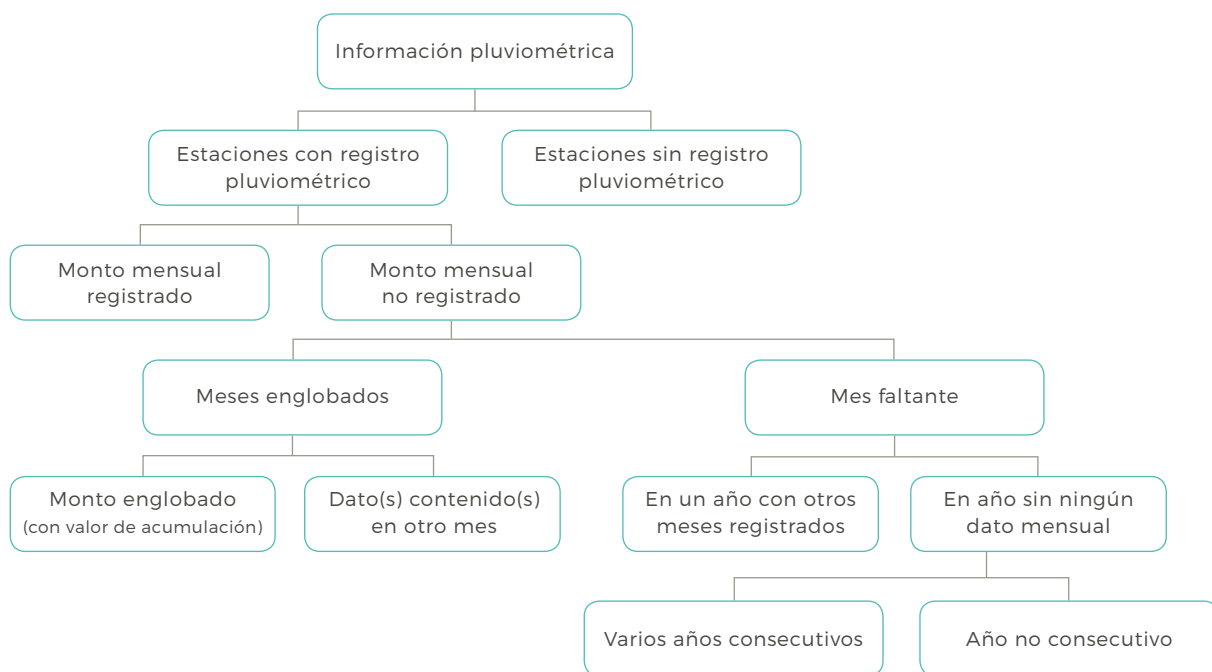 Información pluviométrica
Estaciones con registro
pluviométrico
Estaciones sin registro
pluviométrico
Monto mensual
registrado
Monto mensual
no registrado
Meses englobados
Mes faltante
Monto englobado
(con valor de acumulación)
Dato(s) contenido(s)
en otro mes
En un año con otros
meses registrados
En año sin ningún
dato mensual
Varios años consecutivos
Año no consecutivo